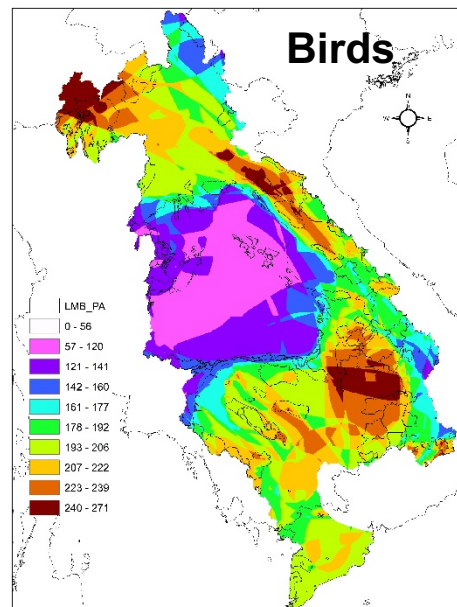 Birds
N
W E
S
LMB_PA
0 - 56
57 - 120
121 - 141
142 - 160
161 - 177
178 - 192
193 - 206
207 - 222
223 - 239
240 - 271